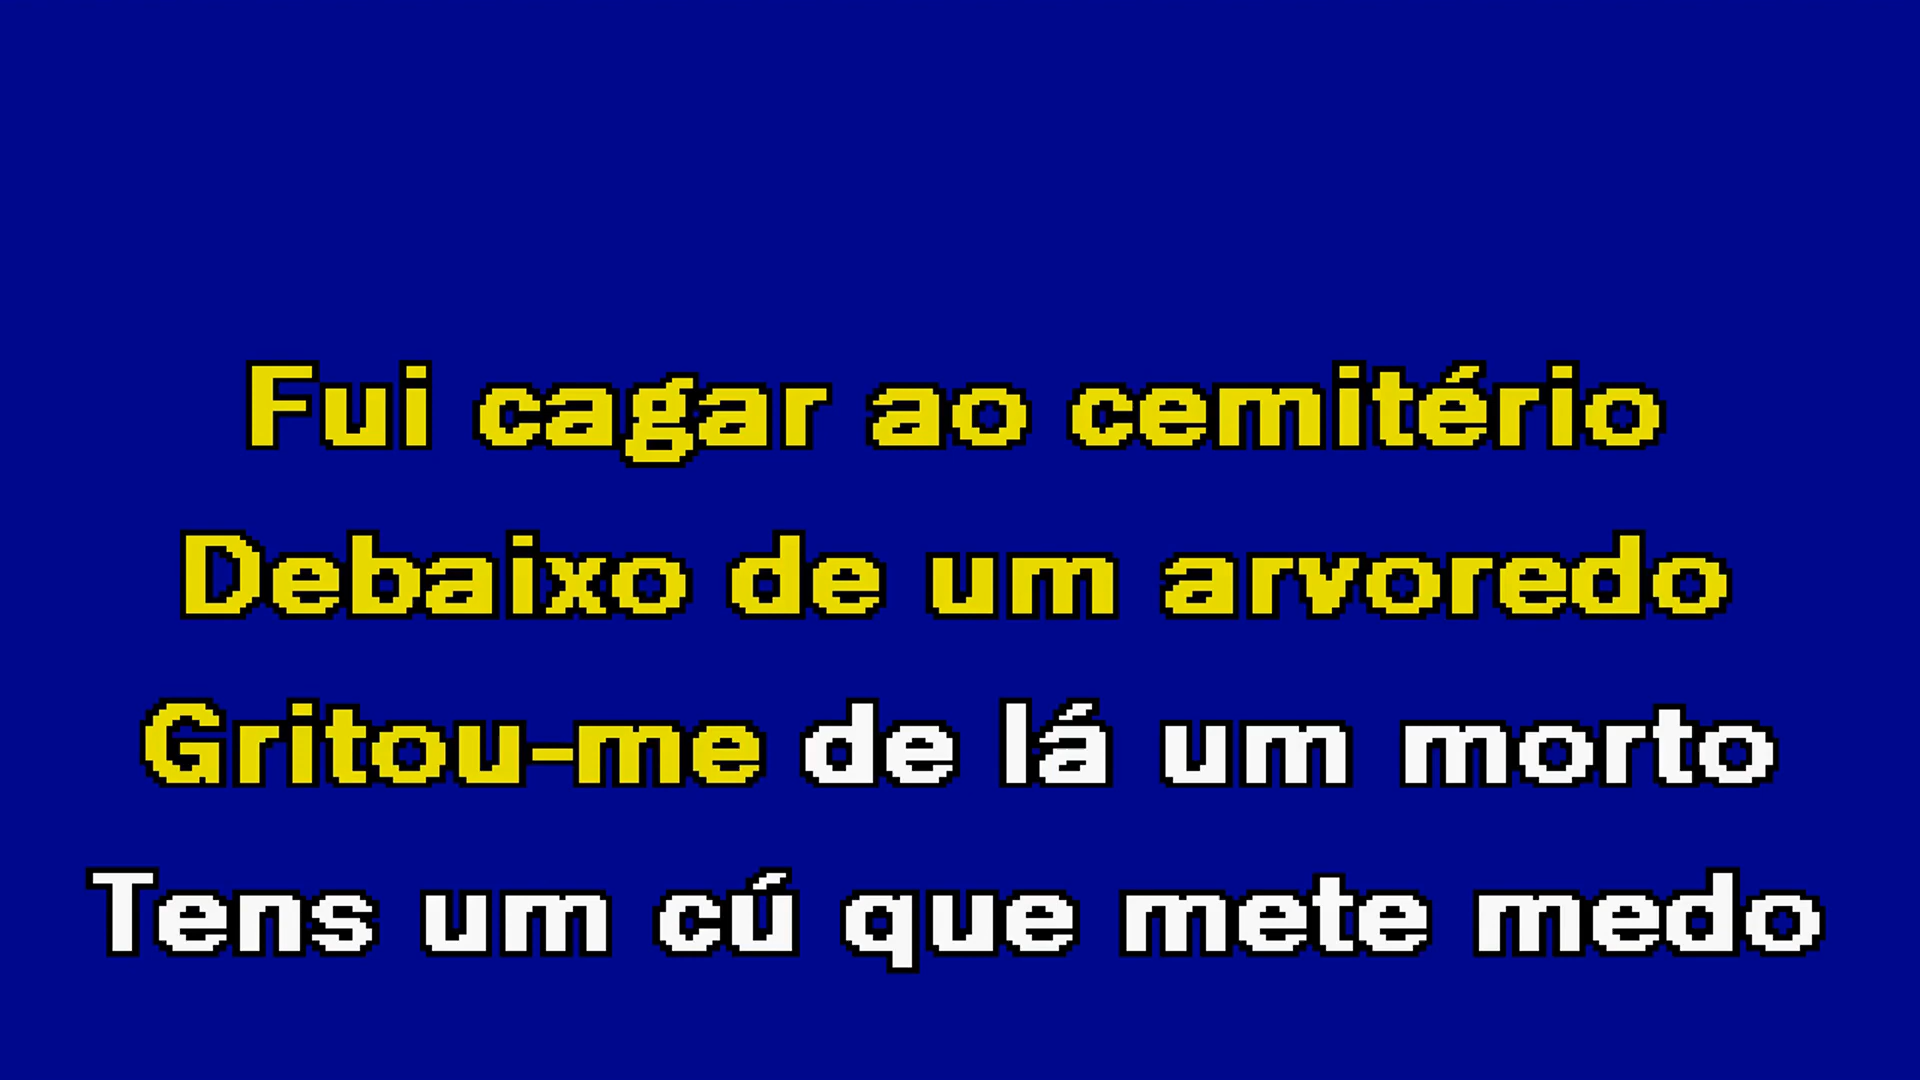 Fui cagar ao cemitério
Debaixo de um arvoredo
Gritou-me de lá um morto
Tens um cú que mete medo